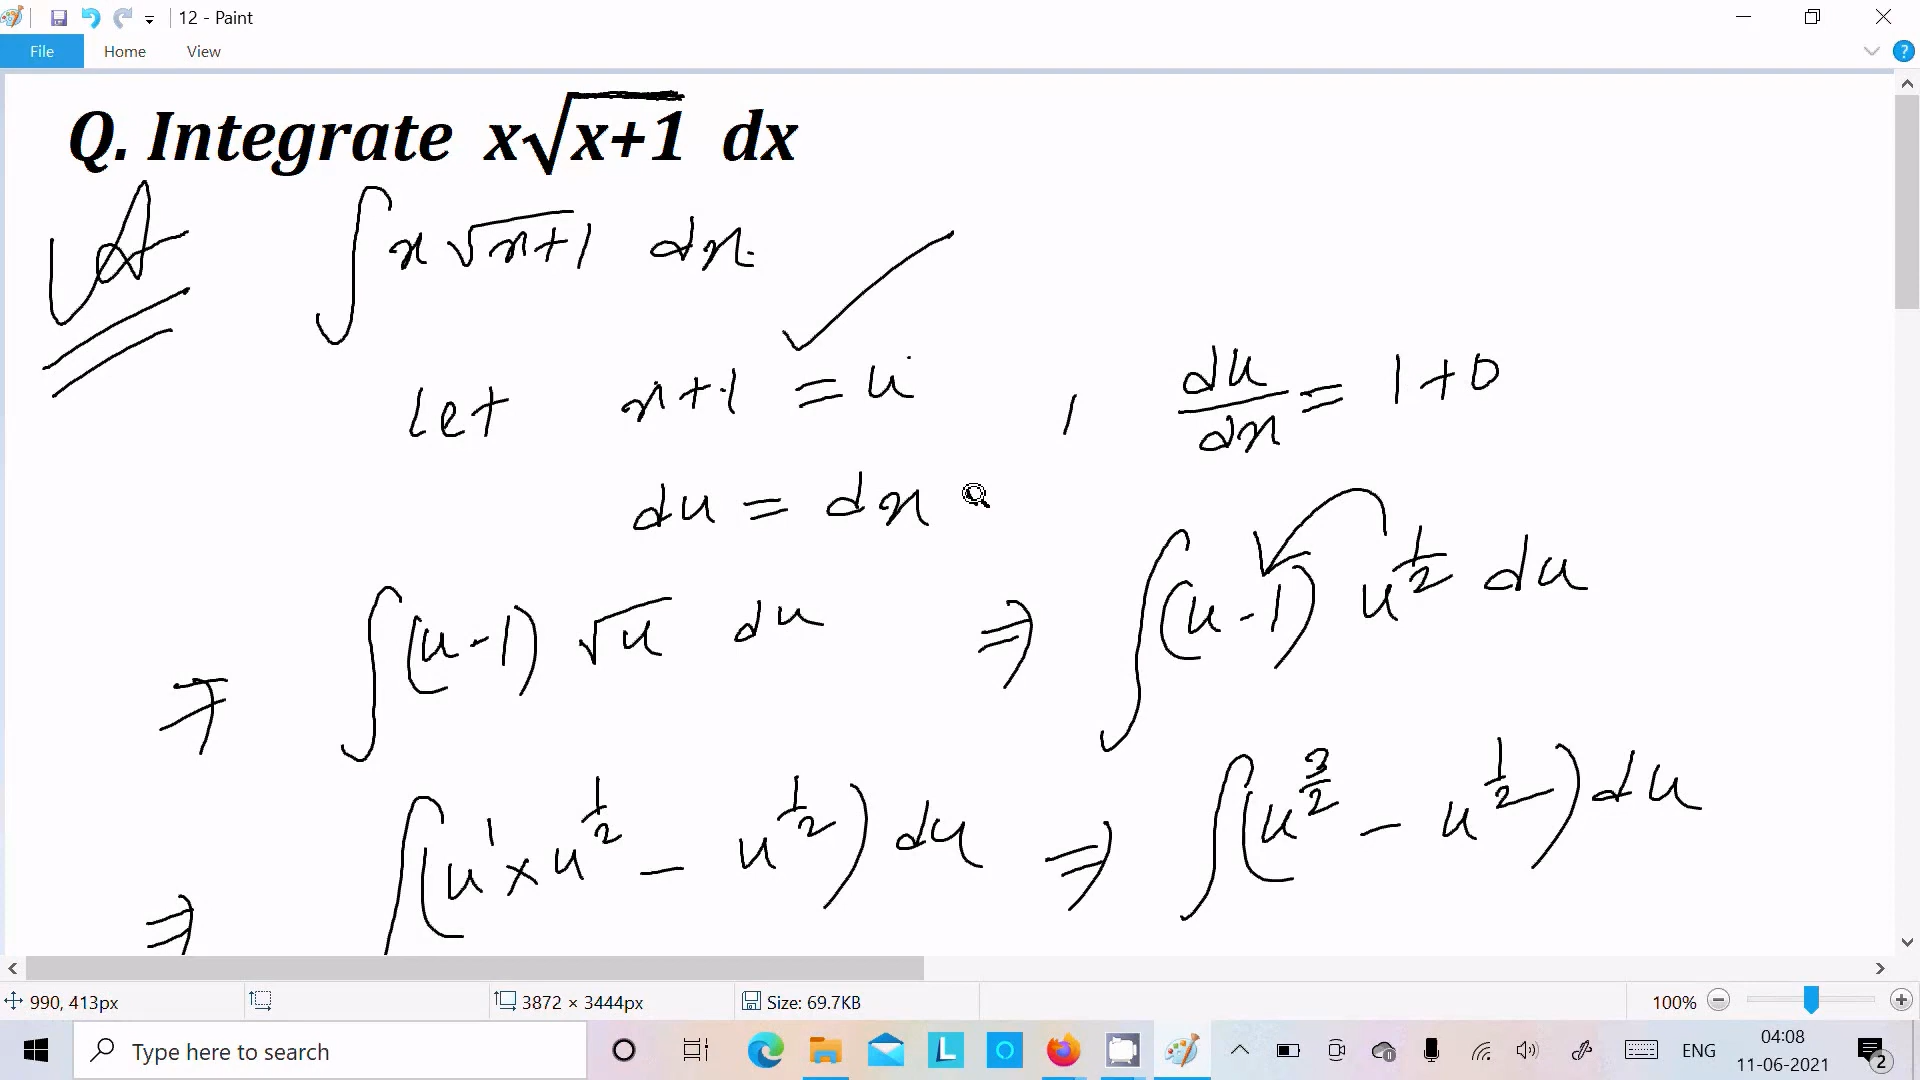 12 - Paint
File Home View
Q. Integrate x√x+1 dx
A ∫ x √x+1 dx
Let x+1 = u , du/dx = 1+0
du = dx
⇒ ∫ (u-1) √u du ⇒ ∫ (u-1) u^1/2 du
⇒ ∫ (u^1 × u^1/2 - u^1/2) du ⇒ ∫ (u^3/2 - u^1/2) du
990, 413px 3872 × 3444px Size: 69.7KB 100%
Type here to search L ENG 04:08
11-06-2021 2